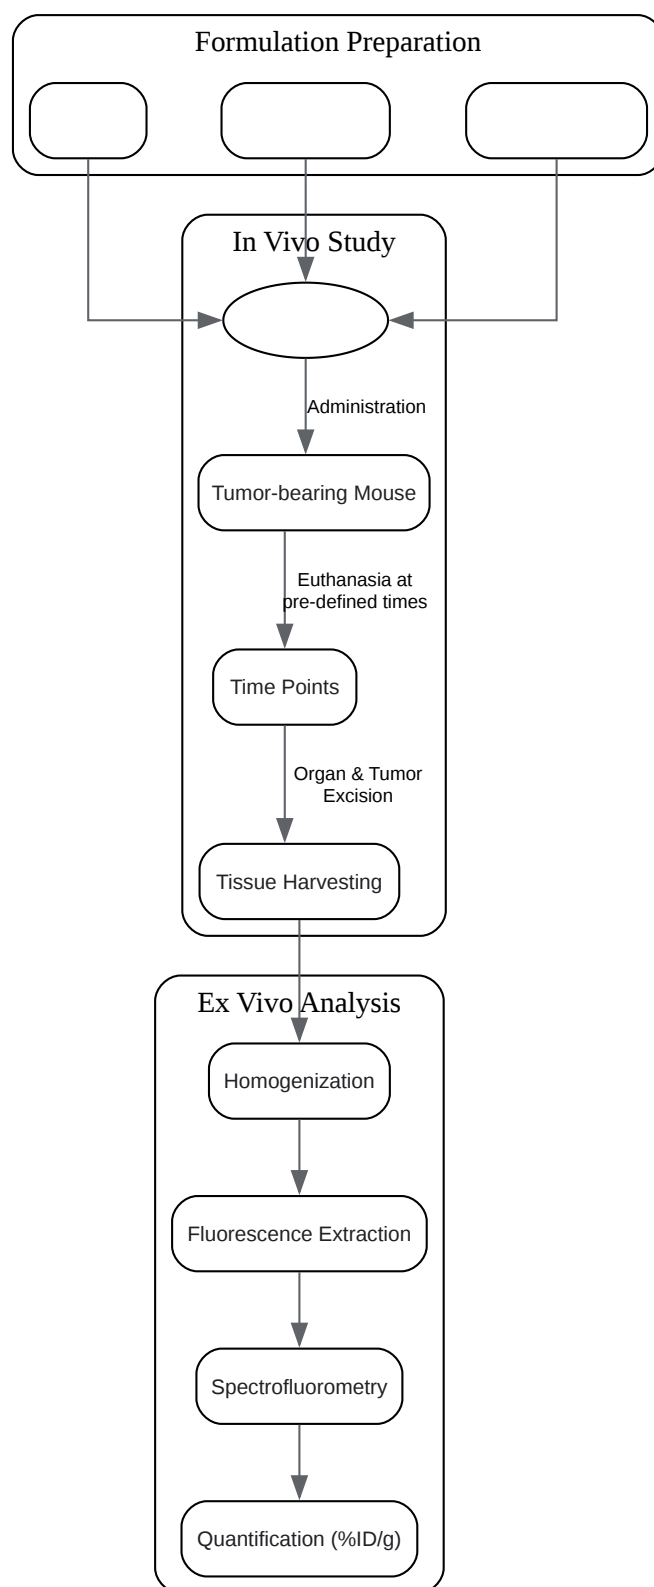 Formulation Preparation
In Vivo Study
Administration
Tumor-bearing Mouse
Euthanasia at
pre-defined times
Time Points
Organ & Tumor
Excision
Tissue Harvesting
Ex Vivo Analysis
Homogenization
Fluorescence Extraction
Spectrofluorometry
Quantification (%ID/g)